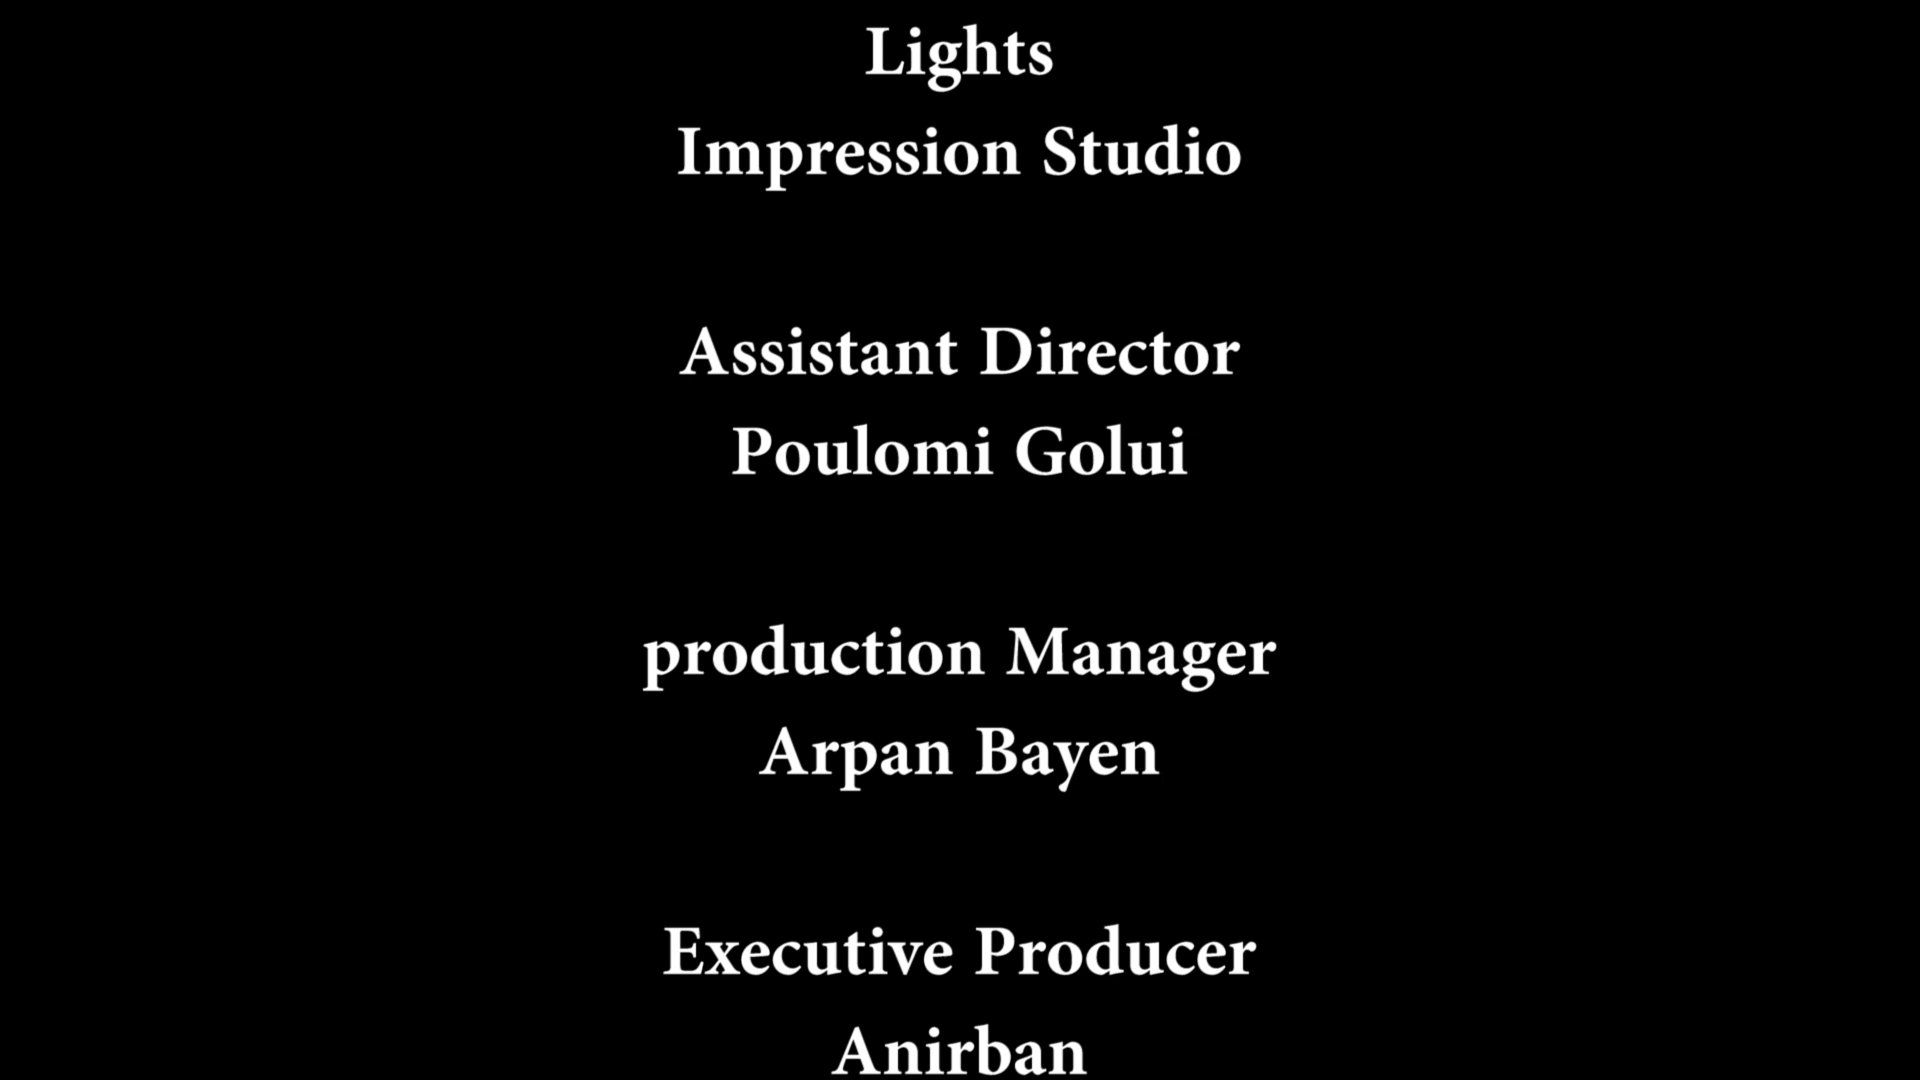 Lights
Impression Studio
Assistant Director
Poulomi Golui
production Manager
Arpan Bayen
Executive Producer
Anirban